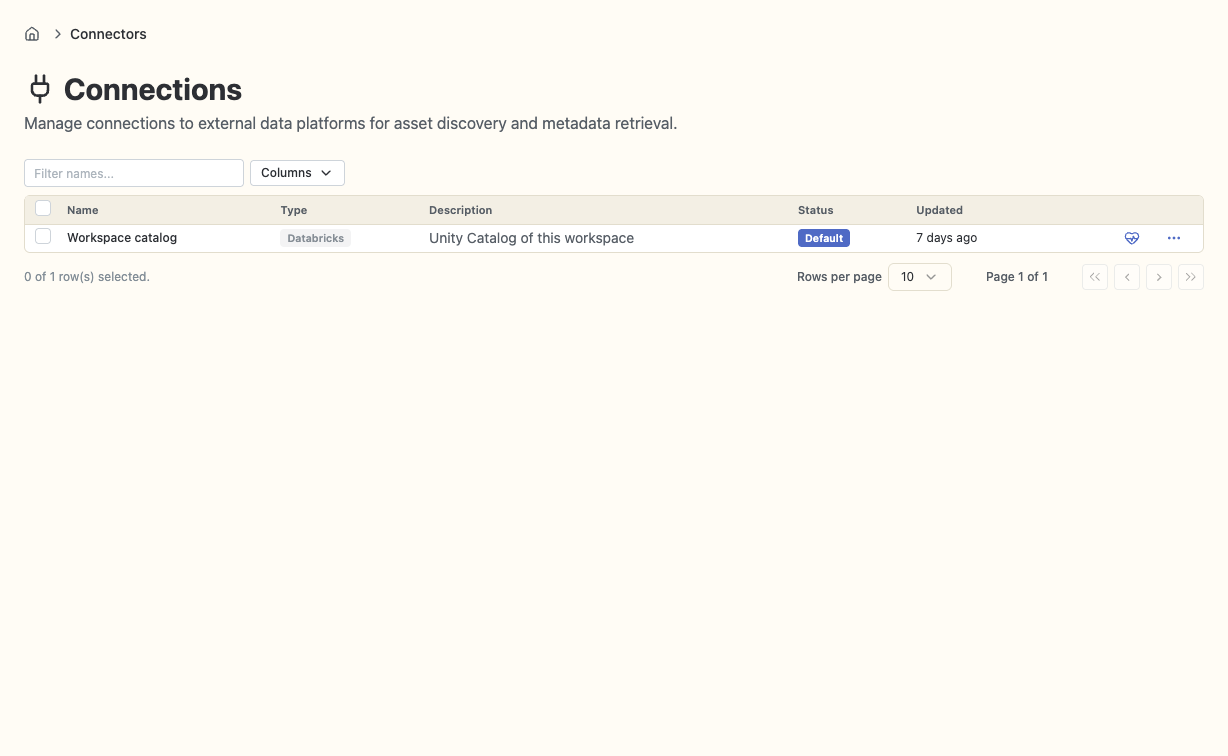 Connectors
Connections
Manage connections to external data platforms for asset discovery and metadata retrieval.
Filter names...
Columns
Name Type Description Status Updated
Workspace catalog Databricks Unity Catalog of this workspace Default 7 days ago
0 of 1 row(s) selected. Rows per page 10 Page 1 of 1